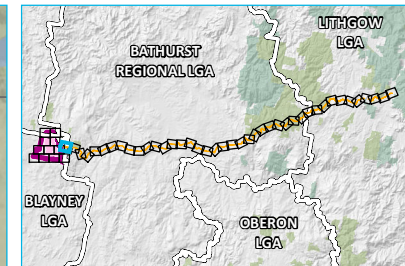 LITHGOW
LGA
BATHURST
REGIONAL LGA
BLAYNEY
LGA
OBERON
LGA